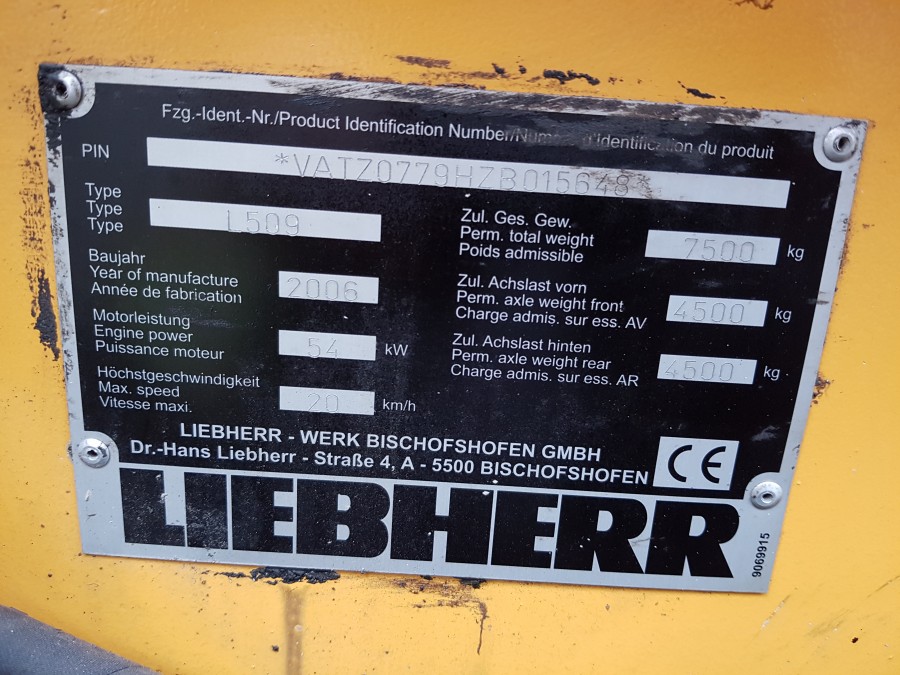 Fzg.-Ident.-Nr./Product Identification Number/Numéro d'identification du produit
PIN *VATZ0779HZB015648*
Type
Type
Type
L509
Baujahr
Year of manufacture
Année de fabrication
2006
Motorleistung
Engine power
Puissance moteur
54 kW
Höchstgeschwindigkeit
Max. speed
Vitesse maxi.
20 km/h
Zul. Ges. Gew.
Perm. total weight
Poids admissible
7500 kg
Zul. Achslast vorn
Perm. axle weight front
Charge admis. sur ess. AV
4500 kg
Zul. Achslast hinten
Perm. axle weight rear
Charge admis. sur ess. AR
4500 kg
LIEBHERR - WERK BISCHOFSHOFEN GMBH
Dr.-Hans Liebherr - Straße 4, A - 5500 BISCHOFSHOFEN
CE
LIEBHERR
9069915